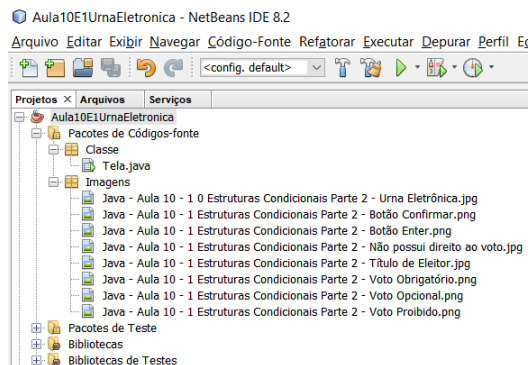 Aula10E1UrnaEletronica - NetBeans IDE 8.2
Arquivo Editar Exibir Navegar Código-Fonte Refatorar Executar Depurar Perfil
<config. default>
Projetos × Arquivos Serviços
Aula10E1UrnaEletronica
Pacotes de Códigos-fonte
Classe
Tela.java
Imagens
Java - Aula 10 - 1 0 Estruturas Condicionais Parte 2 - Urna Eletrônica.jpg
Java - Aula 10 - 1 Estruturas Condicionais Parte 2 - Botão Confirmar.png
Java - Aula 10 - 1 Estruturas Condicionais Parte 2 - Botão Enter.png
Java - Aula 10 - 1 Estruturas Condicionais Parte 2 - Não possui direito ao voto.jpg
Java - Aula 10 - 1 Estruturas Condicionais Parte 2 - Título de Eleitor.jpg
Java - Aula 10 - 1 Estruturas Condicionais Parte 2 - Voto Obrigatório.png
Java - Aula 10 - 1 Estruturas Condicionais Parte 2 - Voto Opcional.png
Java - Aula 10 - 1 Estruturas Condicionais Parte 2 - Voto Proibido.png
Pacotes de Teste
Bibliotecas
Bibliotecas de Testes